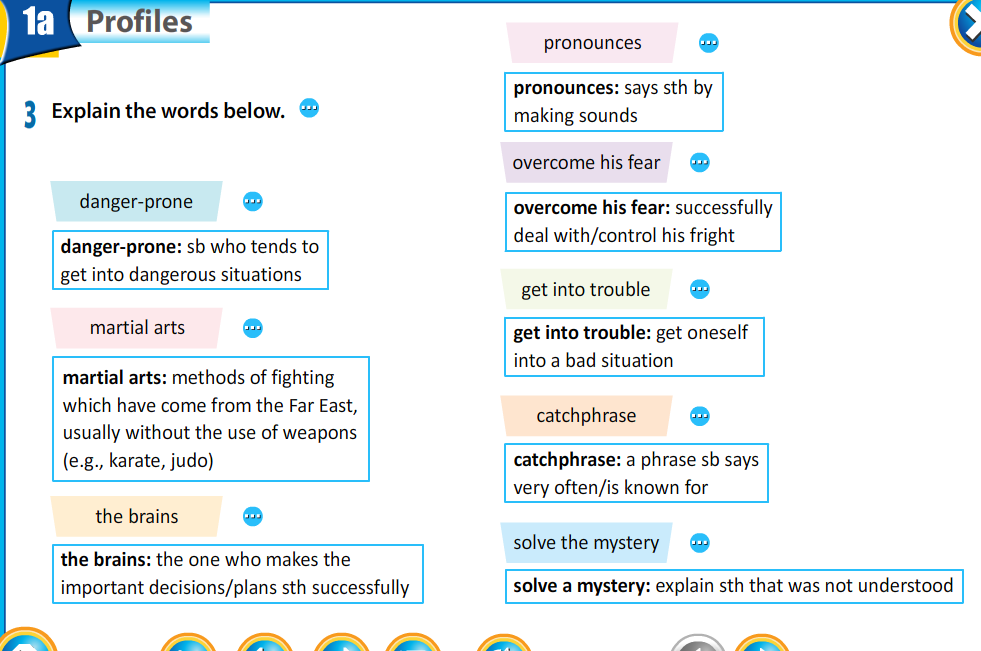 1a Profiles
3 Explain the words below.
danger-prone
danger-prone: sb who tends to
get into dangerous situations
martial arts
martial arts: methods of fighting
which have come from the Far East,
usually without the use of weapons
(e.g., karate, judo)
the brains
the brains: the one who makes the
important decisions/plans sth successfully
pronounces
pronounces: says sth by
making sounds
overcome his fear
overcome his fear: successfully
deal with/control his fright
get into trouble
get into trouble: get oneself
into a bad situation
catchphrase
catchphrase: a phrase sb says
very often/is known for
solve the mystery
solve a mystery: explain sth that was not understood